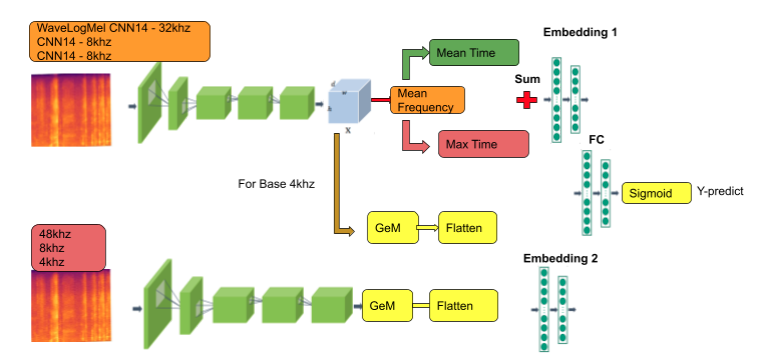 WaveLogMel CNN14 - 32khz
CNN14 - 8khz
CNN14 - 8khz
Mean Time
Embedding 1
Mean
Frequency
Sum
Max Time
X
FC
For Base 4khz
Sigmoid
Y-predict
GeM
Flatten
48khz
8khz
4khz
Embedding 2
GeM
Flatten